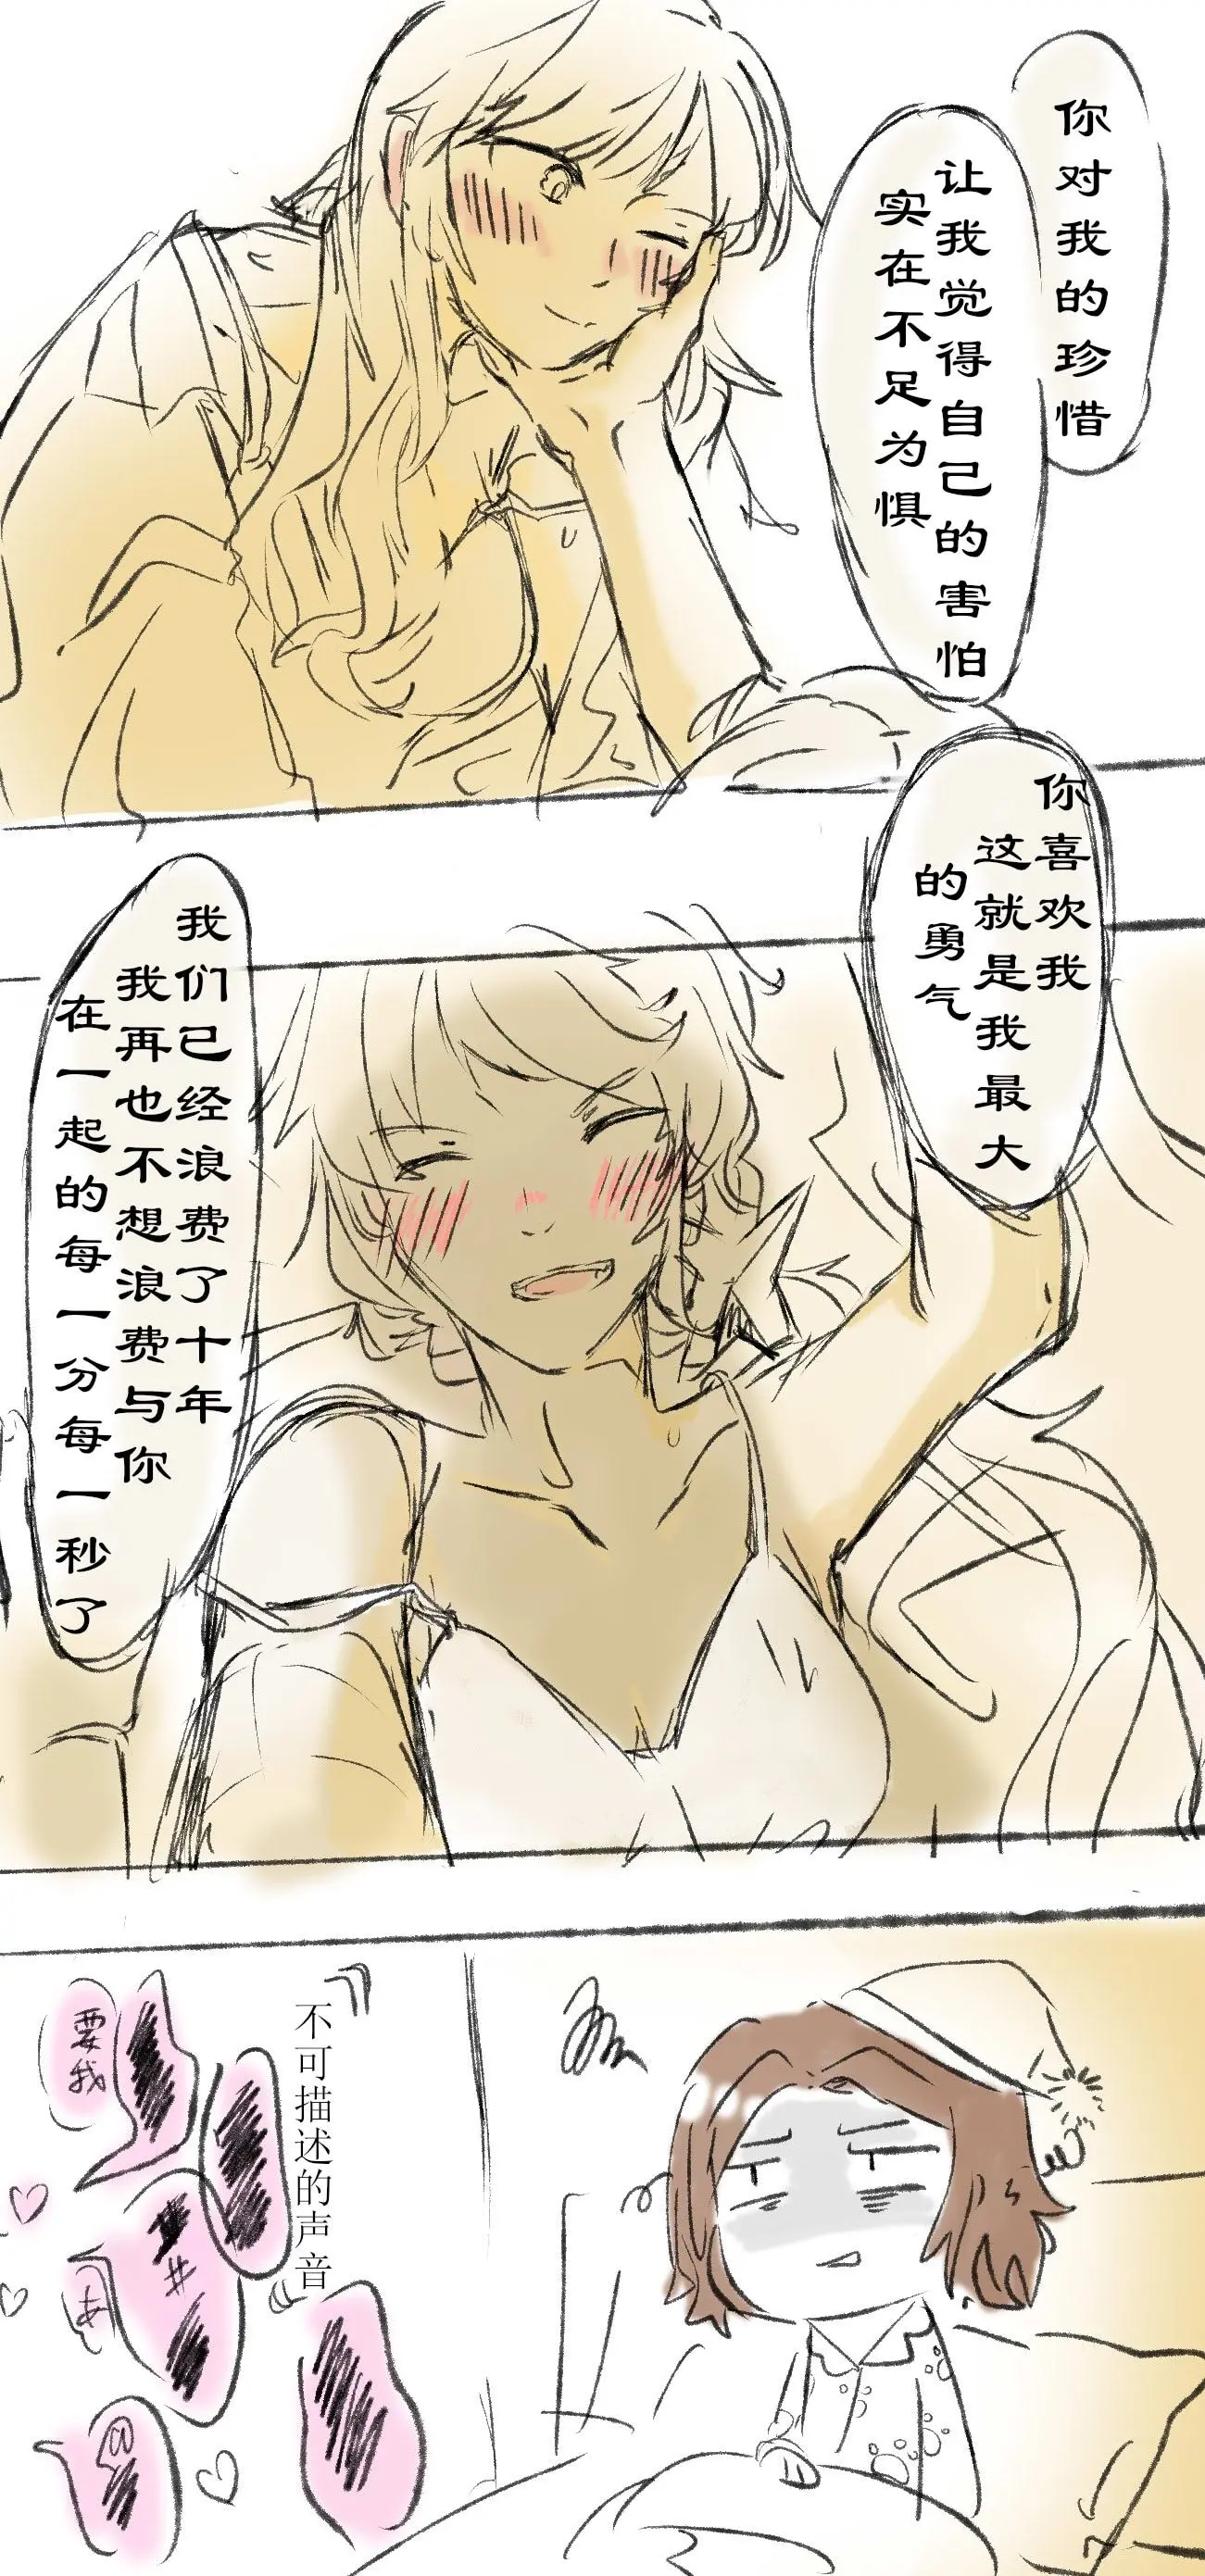 你对我的珍惜
让我觉得自己的害怕
实在不足为惧
你喜欢我
这就是我最大
的勇气
我们已经浪费了十年
我再也不想浪费与你
在一起的每一分每一秒了
『不可描述的声音』
要我
#
あ
@